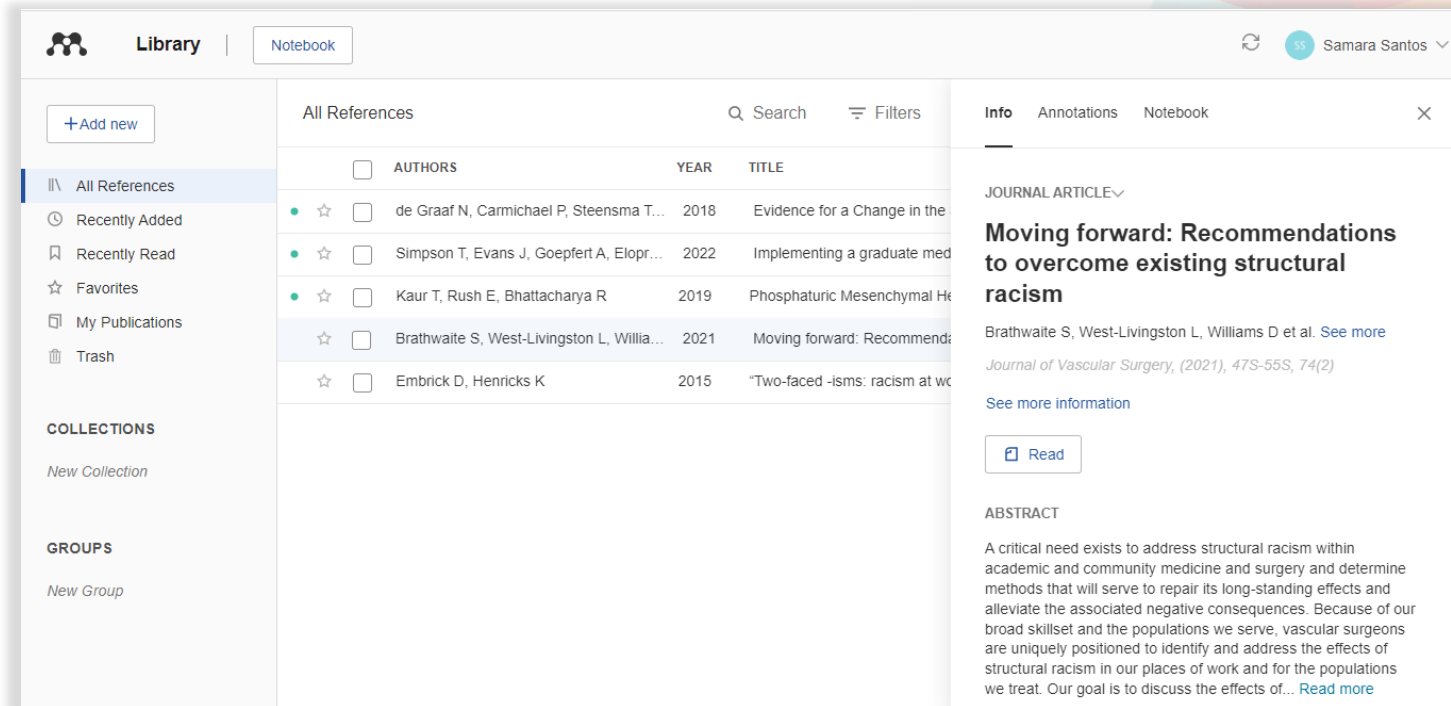 Library
Notebook
SS
Samara Santos
+Add new
All References
Recently Added
Recently Read
Favorites
My Publications
Trash
COLLECTIONS
New Collection
GROUPS
New Group
All References
Search
Filters
AUTHORS YEAR TITLE
de Graaf N, Carmichael P, Steensma T... 2018 Evidence for a Change in the
Simpson T, Evans J, Goepfert A, Elopr... 2022 Implementing a graduate med
Kaur T, Rush E, Bhattacharya R 2019 Phosphaturic Mesenchymal He
Brathwaite S, West-Livingston L, Willia... 2021 Moving forward: Recommenda
Embrick D, Henricks K 2015 “Two-faced -isms: racism at wo
Info Annotations Notebook
JOURNAL ARTICLE
Moving forward: Recommendations
to overcome existing structural
racism
Brathwaite S, West-Livingston L, Williams D et al. See more
Journal of Vascular Surgery, (2021), 47S-55S, 74(2)
See more information
Read
ABSTRACT
A critical need exists to address structural racism within
academic and community medicine and surgery and determine
methods that will serve to repair its long-standing effects and
alleviate the associated negative consequences. Because of our
broad skillset and the populations we serve, vascular surgeons
are uniquely positioned to identify and address the effects of
structural racism in our places of work and for the populations
we treat. Our goal is to discuss the effects of... Read more